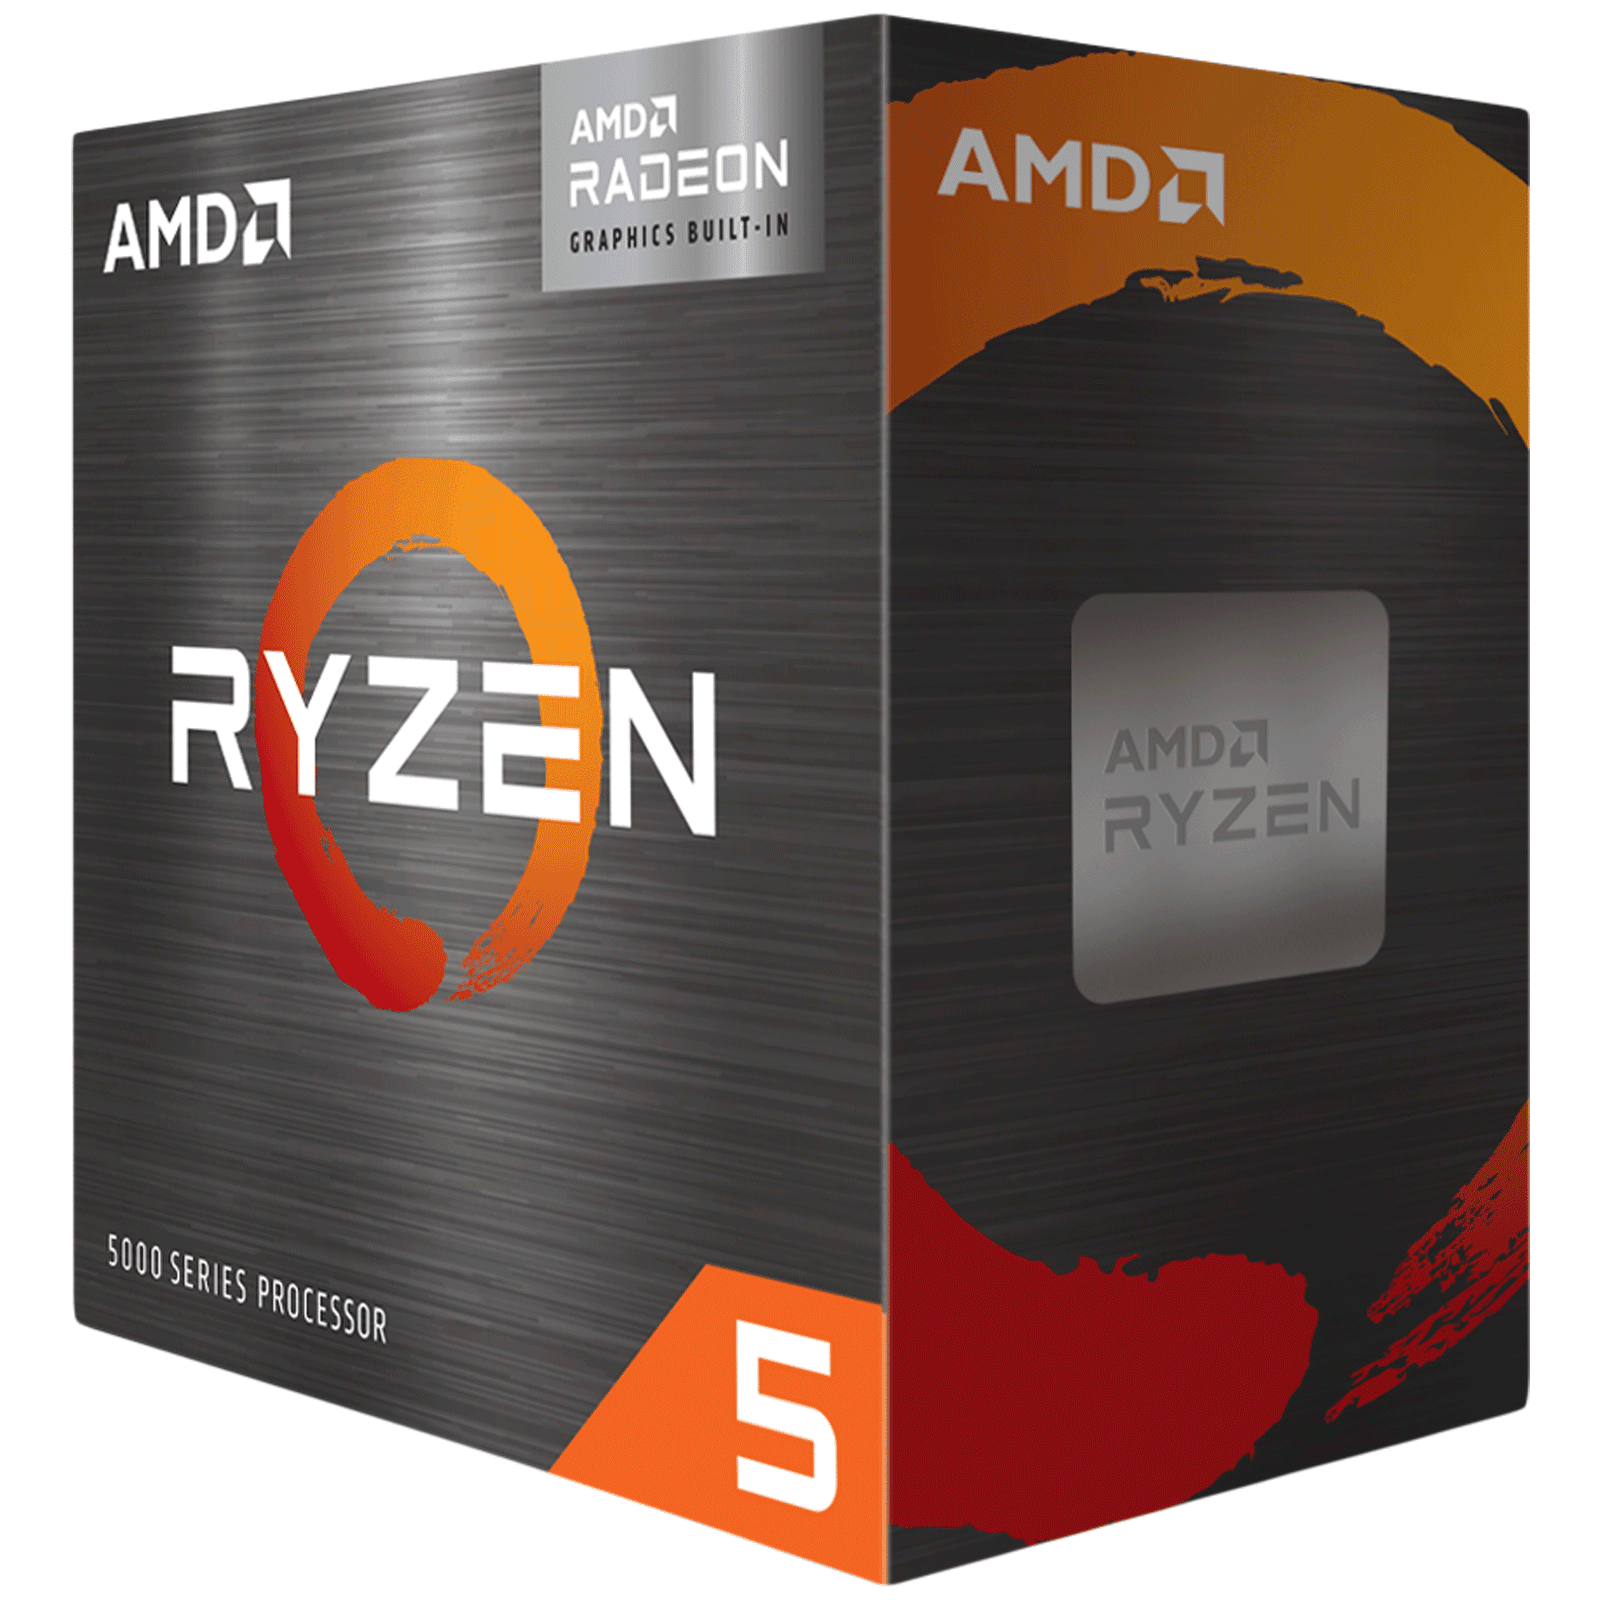 AMD
AMD
RADEON
GRAPHICS BUILT-IN
RYZEN
5000 SERIES PROCESSOR
5
AMD
AMD
RYZEN